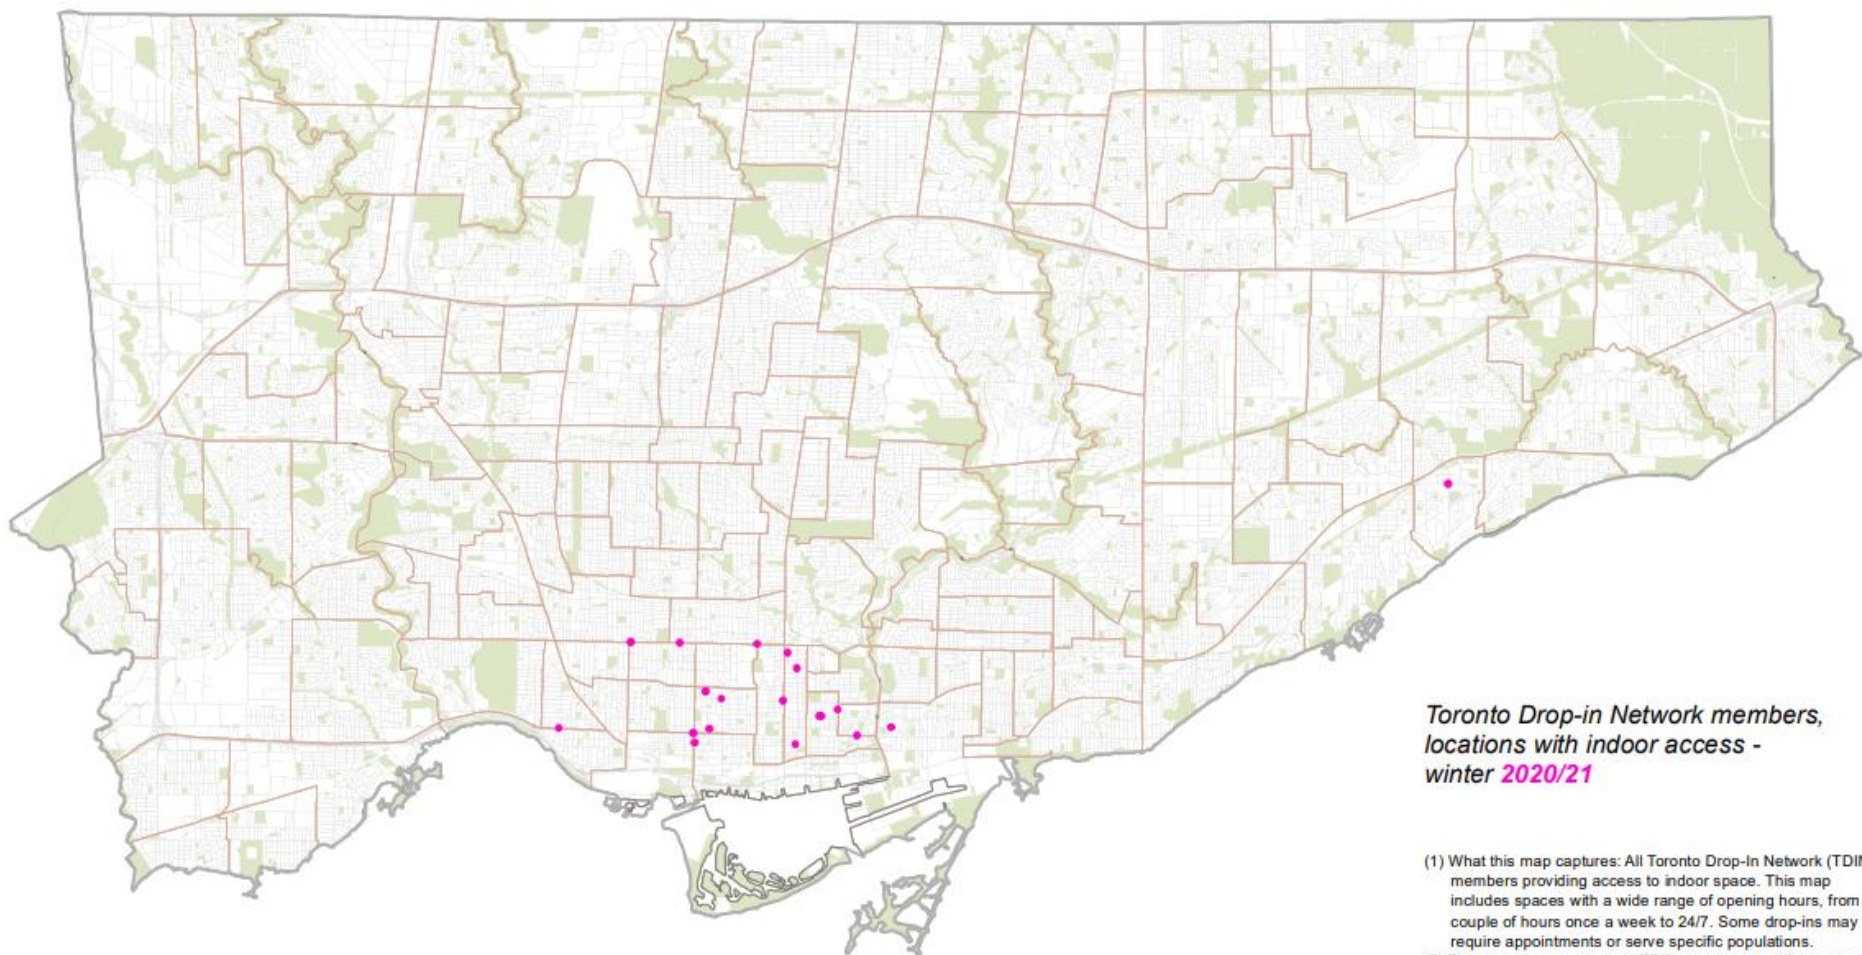 Toronto Drop-in Network members,
locations with indoor access -
winter 2020/21
(1) What this map captures: All Toronto Drop-In Network (TDIN
members providing access to indoor space. This map
includes spaces with a wide range of opening hours, from
couple of hours once a week to 24/7. Some drop-ins may
require appointments or serve specific populations.